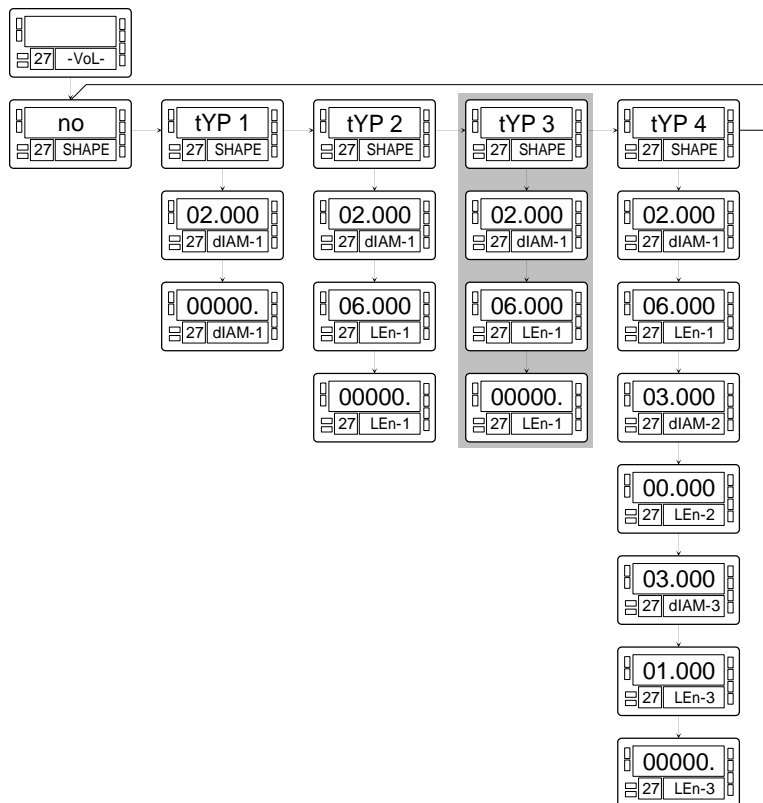 27 -VoL-
no
27 SHAPE
tYP 1
27 SHAPE
tYP 2
27 SHAPE
tYP 3
27 SHAPE
tYP 4
27 SHAPE
02.000
27 dIAM-1
00000.
27 dIAM-1
02.000
27 dIAM-1
06.000
27 LEn-1
00000.
27 LEn-1
02.000
27 dIAM-1
06.000
27 LEn-1
00000.
27 LEn-1
02.000
27 dIAM-1
06.000
27 LEn-1
03.000
27 dIAM-2
00.000
27 LEn-2
03.000
27 dIAM-3
01.000
27 LEn-3
00000.
27 LEn-3